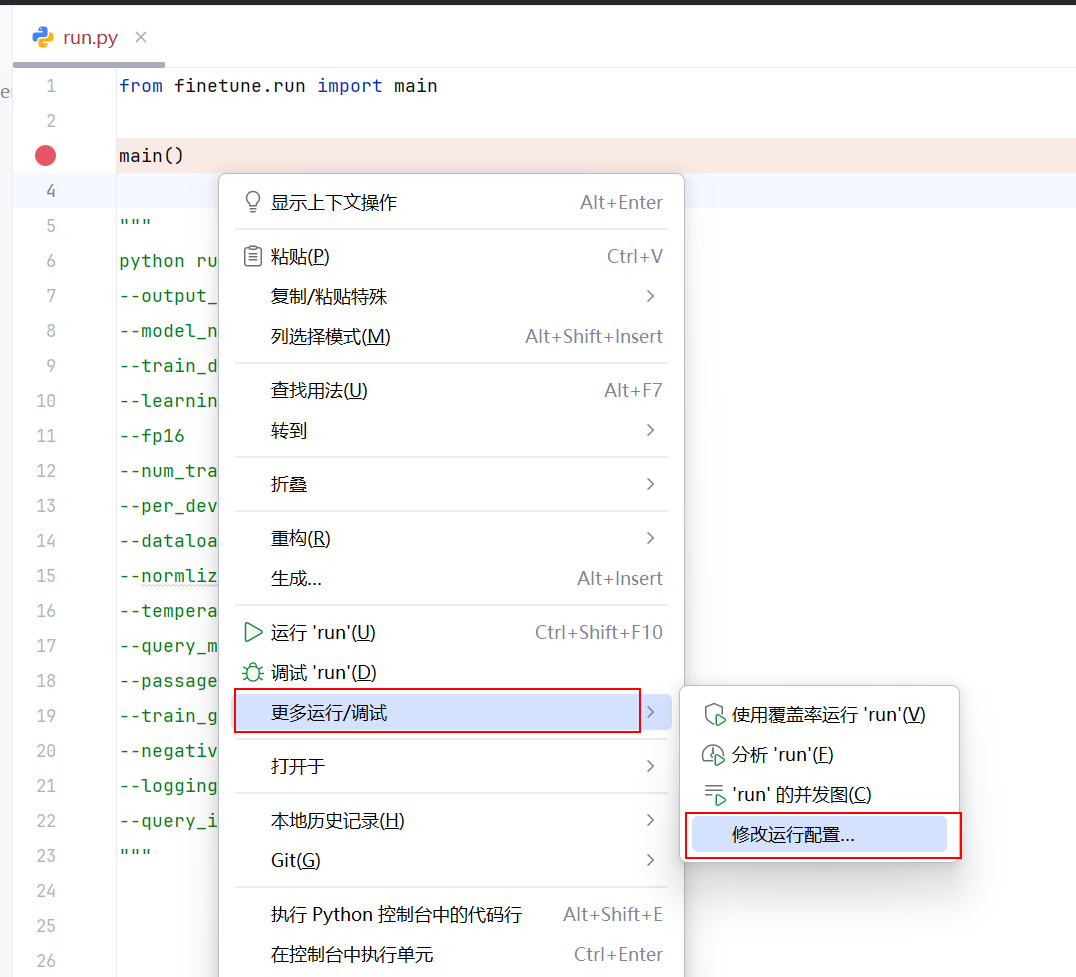 run.py
1 from finetune.run import main
2
main()
4
5 """
6 python ru
7 --output_
8 --model_n
9 --train_d
10 --learnin
11 --fp16
12 --num_tra
13 --per_dev
14 --dataloa
15 --normliz
16 --tempera
17 --query_m
18 --passage
19 --train_g
20 --negativ
21 --logging
22 --query_i
23 """
24
25
26
显示上下文操作 Alt+Enter
粘贴(P) Ctrl+V
复制/粘贴特殊
列选择模式(M) Alt+Shift+Insert
查找用法(U) Alt+F7
转到
折叠
重构(R)
生成... Alt+Insert
运行 'run'(U) Ctrl+Shift+F10
调试 'run'(D)
更多运行/调试
打开于
本地历史记录(H)
Git(G)
执行 Python 控制台中的代码行 Alt+Shift+E
在控制台中执行单元 Ctrl+Enter
使用覆盖率运行 'run'(V)
分析 'run'(F)
'run' 的并发图(C)
修改运行配置...